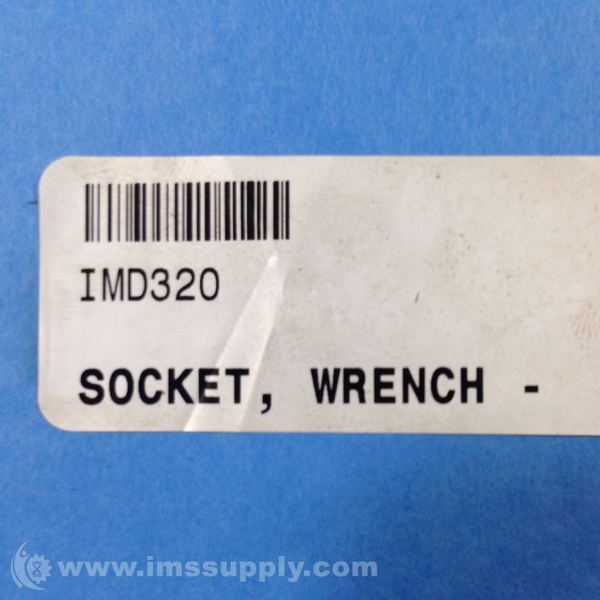 IMD320
SOCKET, WRENCH -
www.imssupply.com